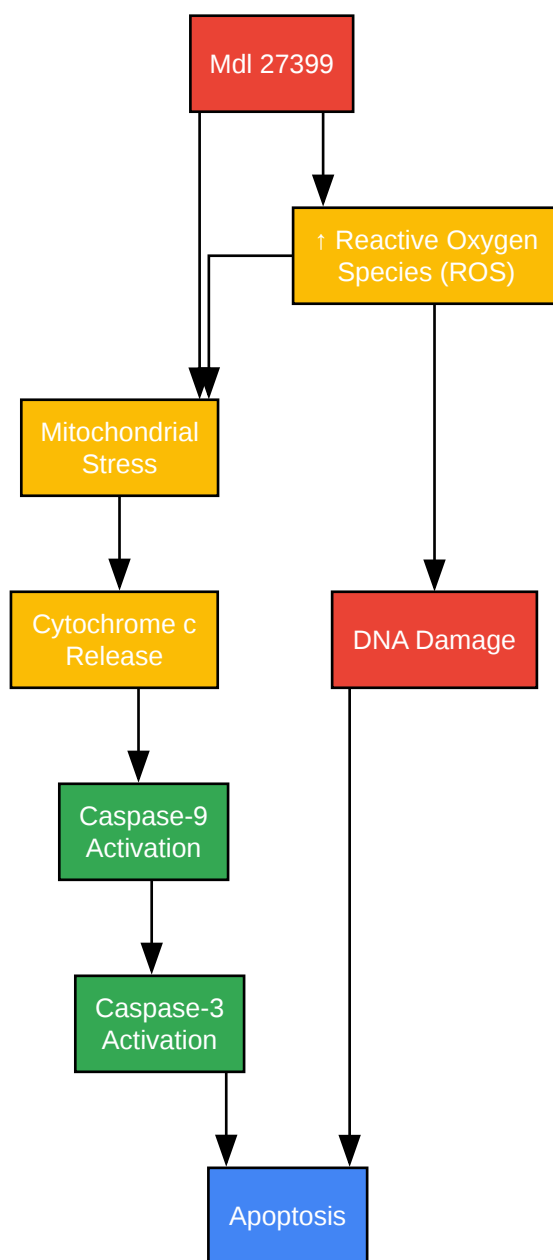 Mdl 27399
↑ Reactive Oxygen
Species (ROS)
Mitochondrial
Stress
Cytochrome c
Release
DNA Damage
Caspase-9
Activation
Caspase-3
Activation
Apoptosis